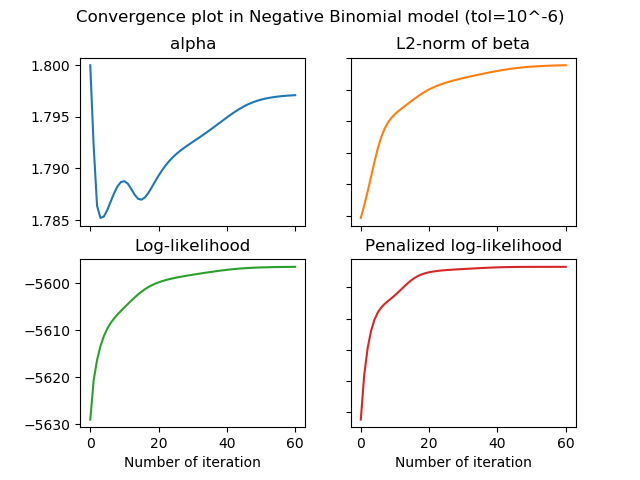 Convergence plot in Negative Binomial model (tol=10^-6)
alpha
L2-norm of beta
1.800
1.795
1.790
1.785
Log-likelihood
Penalized log-likelihood
−5600
−5610
−5620
−5630
0 20 40 60
0 20 40 60
Number of iteration
Number of iteration